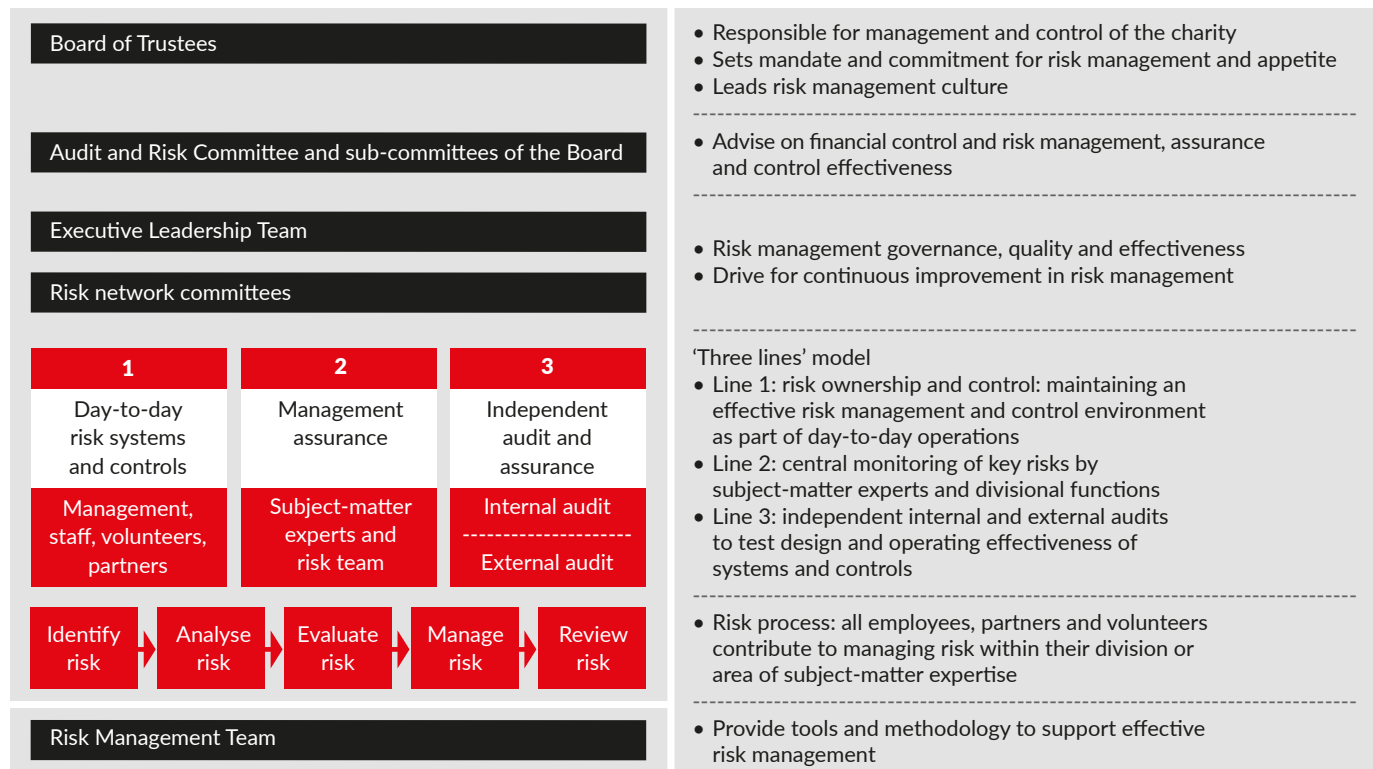 Board of Trustees
• Responsible for management and control of the charity
• Sets mandate and commitment for risk management and appetite
• Leads risk management culture
Audit and Risk Committee and sub-committees of the Board
• Advise on financial control and risk management, assurance
and control effectiveness
Executive Leadership Team
Risk network committees
• Risk management governance, quality and effectiveness
• Drive for continuous improvement in risk management
1
Day-to-day
risk systems
and controls
Management,
staff, volunteers,
partners
2
Management
assurance
Subject-matter
experts and
risk team
3
Independent
audit and
assurance
Internal audit
External audit
‘Three lines’ model
• Line 1: risk ownership and control: maintaining an
effective risk management and control environment
as part of day-to-day operations
• Line 2: central monitoring of key risks by
subject-matter experts and divisional functions
• Line 3: independent internal and external audits
to test design and operating effectiveness of
systems and controls
Identify
risk
Analyse
risk
Evaluate
risk
Manage
risk
Review
risk
• Risk process: all employees, partners and volunteers
contribute to managing risk within their division or
area of subject-matter expertise
Risk Management Team
• Provide tools and methodology to support effective
risk management